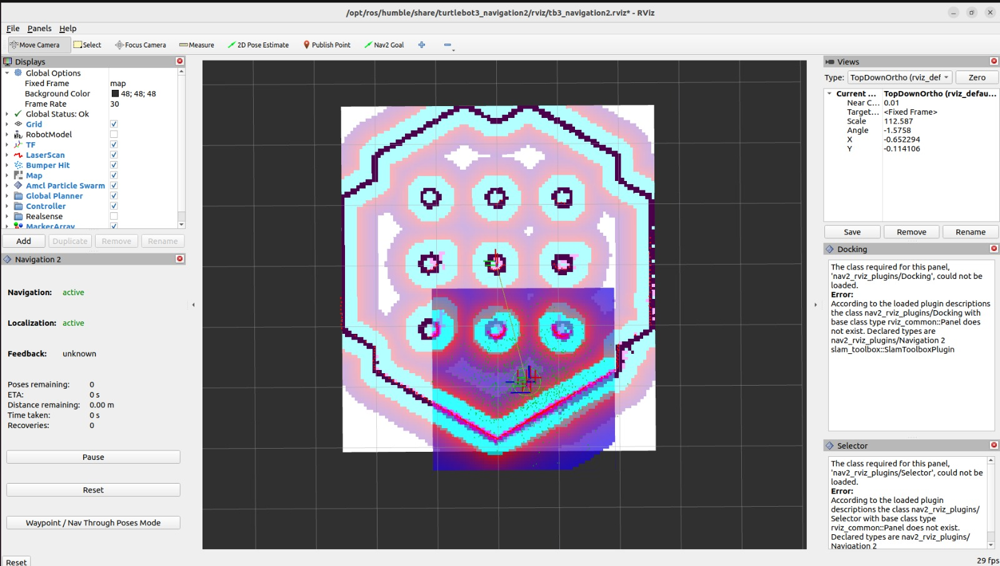 /opt/ros/humble/share/turtlebot3_navigation2/rviz/tb3_navigation2.rviz* - RViz
File Panels Help
Move Camera Select Focus Camera Measure 2D Pose Estimate Publish Point Nav2 Goal
Displays
Global Options
Fixed Frame map
Background Color 48; 48; 48
Frame Rate 30
Global Status: Ok
Grid
RobotModel
TF
LaserScan
Bumper Hit
Map
Amcl Particle Swarm
Global Planner
Controller
Realsense
MarkerArray
Add Duplicate Remove Rename
Navigation 2
Navigation: active
Localization: active
Feedback: unknown
Poses remaining: 0
ETA: 0 s
Distance remaining: 0.00 m
Time taken: 0 s
Recoveries: 0
Pause
Reset
Waypoint / Nav Through Poses Mode
Reset
Views
Type: TopDownOrtho (rviz_def Zero
Current ... TopDownOrtho (rviz_defau...
Near C... 0.01
Target... <Fixed Frame>
Scale 112.587
Angle -1.5758
X -0.652294
Y -0.114106
Save Remove Rename
Docking
The class required for this panel,
'nav2_rviz_plugins/Docking', could not be
loaded.
Error:
According to the loaded plugin descriptions
the class nav2_rviz_plugins/Docking with
base class type rviz_common::Panel does
not exist. Declared types are
nav2_rviz_plugins/Navigation 2
slam_toolbox::SlamToolboxPlugin
Selector
The class required for this panel,
'nav2_rviz_plugins/Selector', could not be
loaded.
Error:
According to the loaded plugin
descriptions the class nav2_rviz_plugins/
Selector with base class type
rviz_common::Panel does not exist.
Declared types are nav2_rviz_plugins/
Navigation 2
29 fps